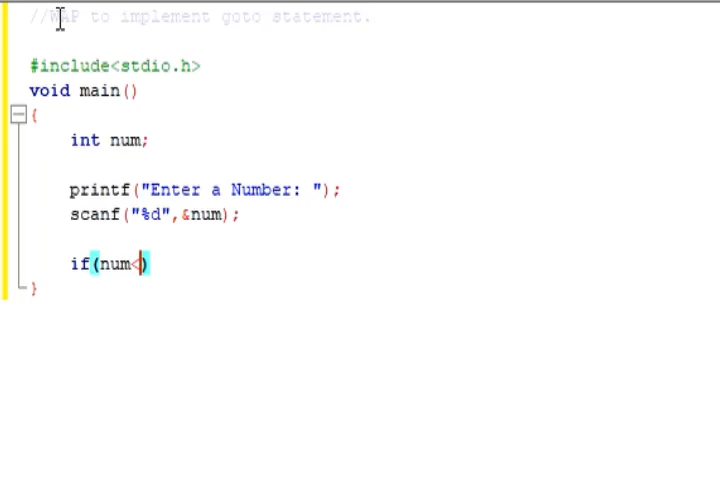 //WAP to implement goto statement.
#include<stdio.h>
void main()
{
int num;
printf("Enter a Number: ");
scanf("%d",&num);
if(num<)
}